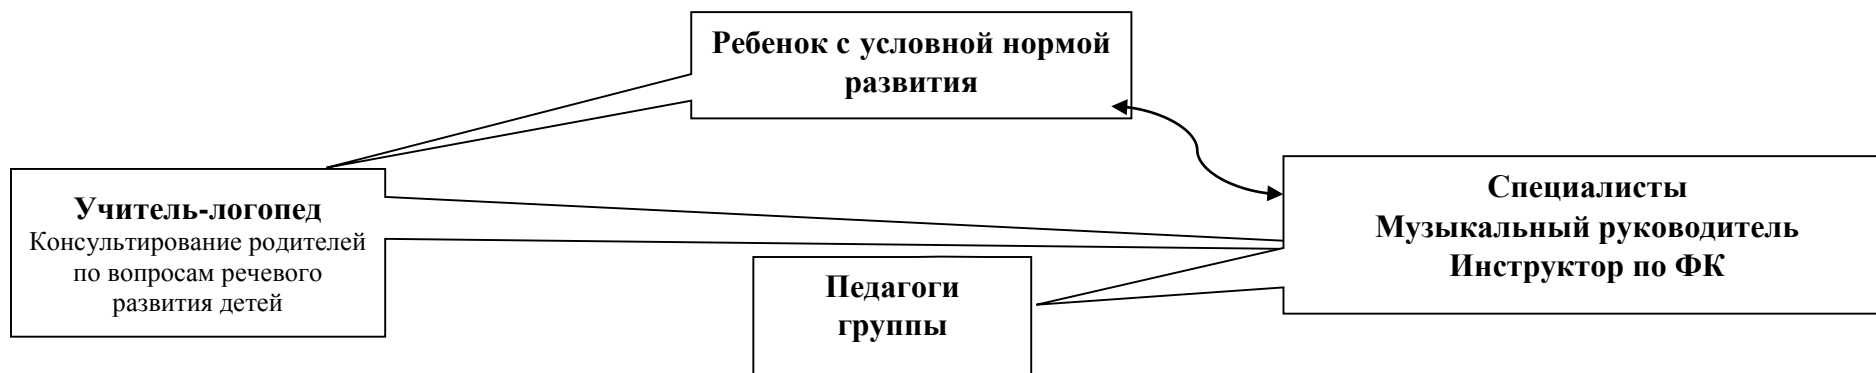 Ребенок с условной нормой
развития
Учитель-логопед
Консультирование родителей
по вопросам речевого
развития детей
Специалисты
Музыкальный руководитель
Инструктор по ФК
Педагоги
группы